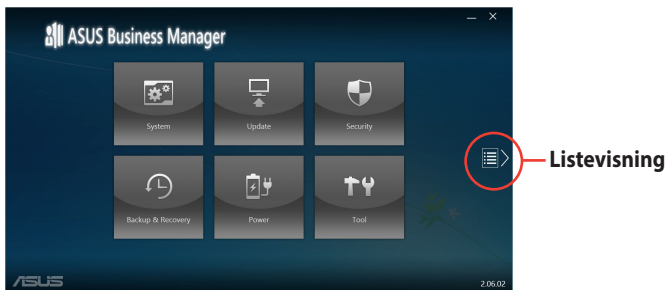 ASUS Business Manager
System
Update
Security
Listevisning
Backup & Recovery
Power
Tool
ASUS
2.06.02